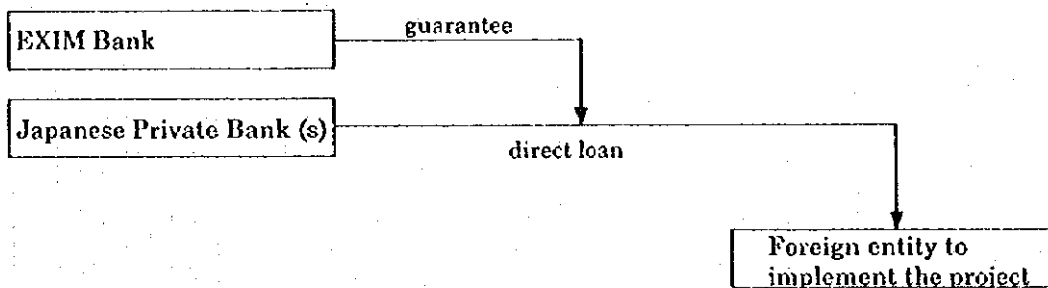 guarantee
EXIM Bank
Japanese Private Bank (s)
direct loan
Foreign entity to
implement the project